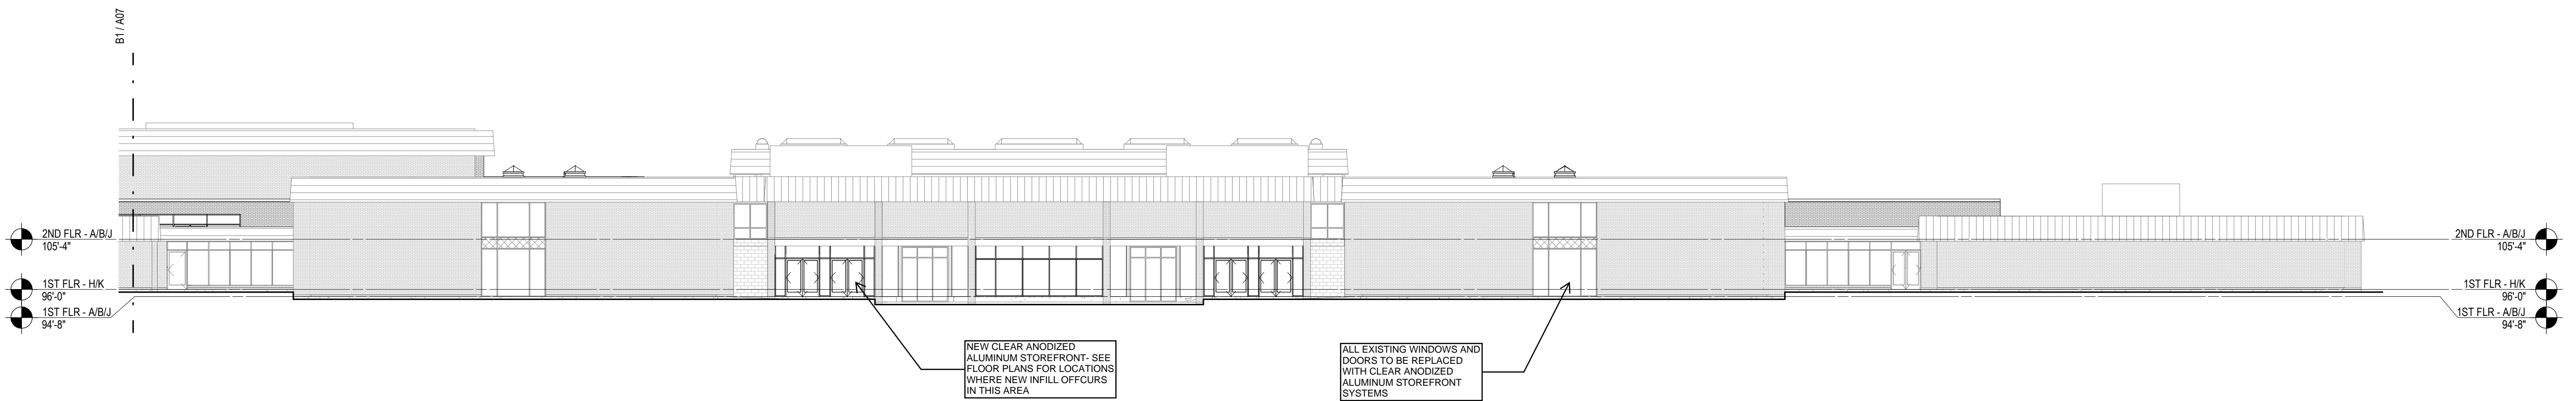 B1 / A07
2ND FLR - A/B/J
105'-4"
1ST FLR - H/K
96'-0"
1ST FLR - A/B/J
94'-8"
NEW CLEAR ANODIZED
ALUMINUM STOREFRONT- SEE
FLOOR PLANS FOR LOCATIONS
WHERE NEW INFILL OFFCURS
IN THIS AREA
ALL EXISTING WINDOWS AND
DOORS TO BE REPLACED
WITH CLEAR ANODIZED
ALUMINUM STOREFRONT
SYSTEMS
2ND FLR - A/B/J
105'-4"
1ST FLR - H/K
96'-0"
1ST FLR - A/B/J
94'-8"